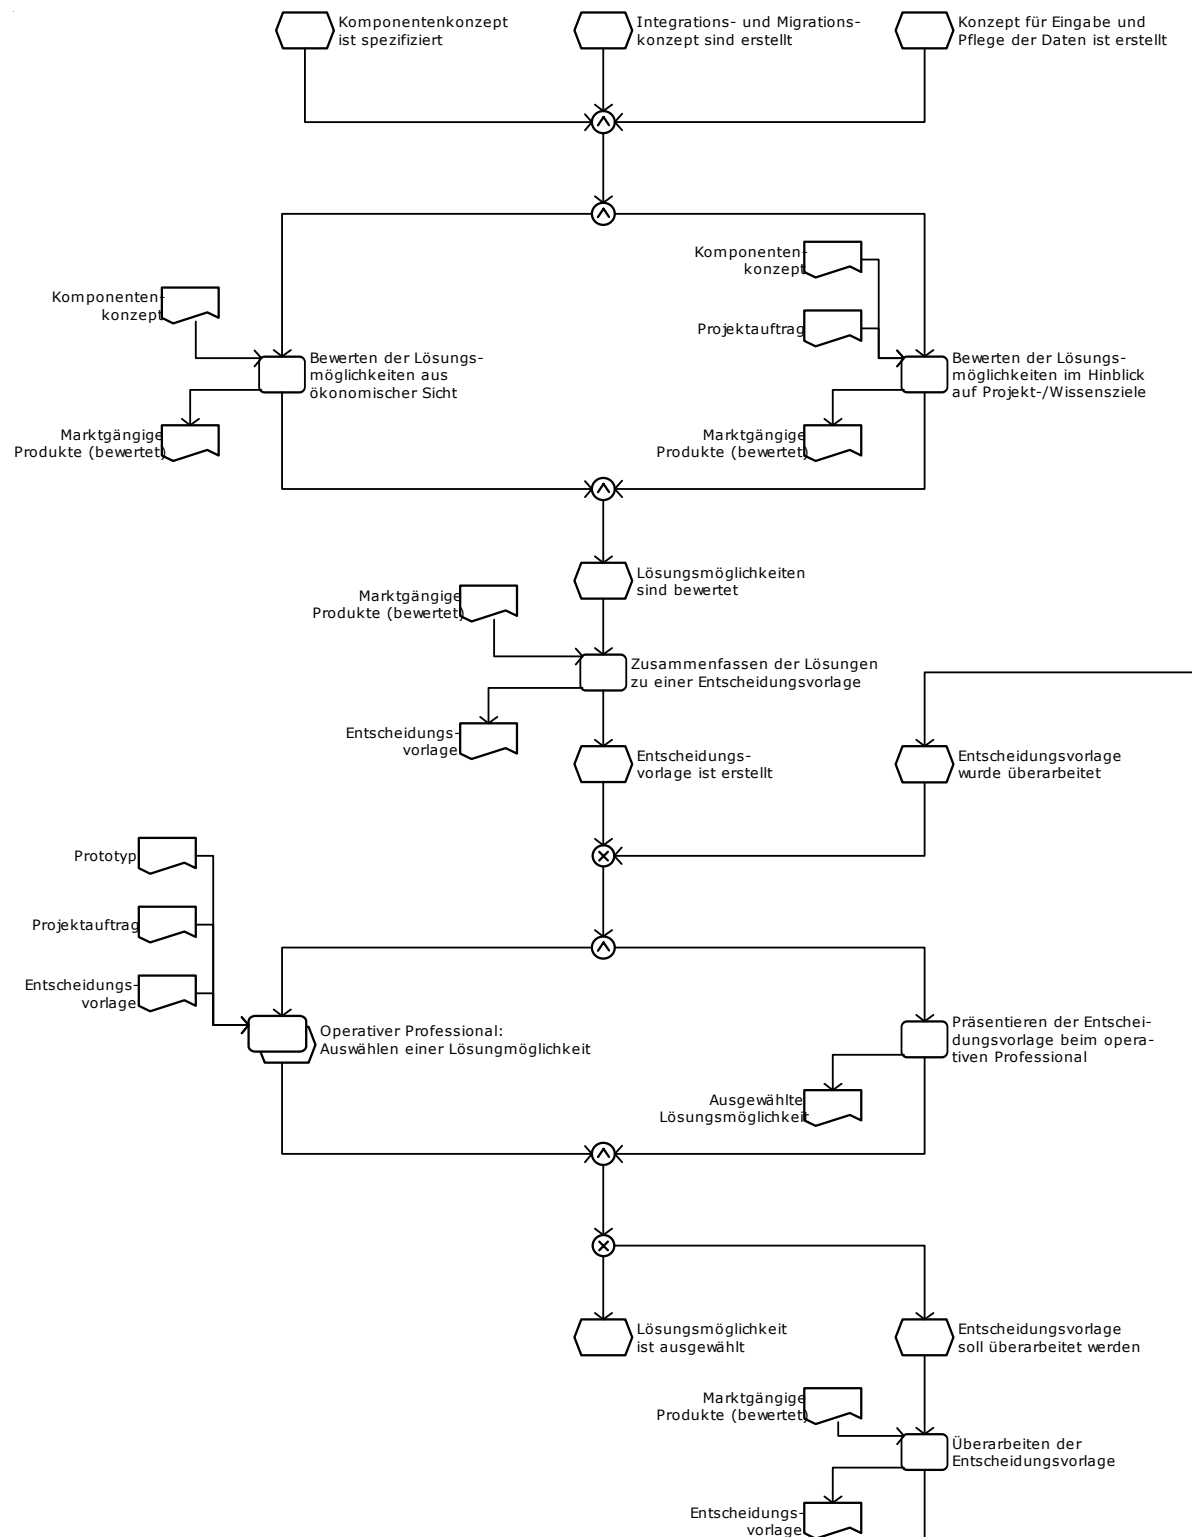 Komponentenkonzept
ist spezifiziert
Integrations- und Migrations-
konzept sind erstellt
Konzept für Eingabe und
Pflege der Daten ist erstellt
Komponenten-
konzept
Komponenten-
konzept
Projektauftrag
Bewerten der Lösungs-
möglichkeiten aus
ökonomischer Sicht
Bewerten der Lösungs-
möglichkeiten im Hinblick
auf Projekt-/Wissensziele
Marktgängige
Produkte (bewertet)
Marktgängige
Produkte (bewertet)
Lösungsmöglichkeiten
sind bewertet
Marktgängige
Produkte (bewertet)
Zusammenfassen der Lösungen
zu einer Entscheidungsvorlage
Entscheidungs-
vorlage
Entscheidungs-
vorlage ist erstellt
Entscheidungsvorlage
wurde überarbeitet
Prototyp
Projektauftrag
Entscheidungs-
vorlage
Operativer Professional:
Auswählen einer Lösungmöglichkeit
Präsentieren der Entschei-
dungsvorlage beim opera-
tiven Professional
Ausgewählte
Lösungsmöglichkeit
Lösungsmöglichkeit
ist ausgewählt
Entscheidungsvorlage
soll überarbeitet werden
Marktgängige
Produkte (bewertet)
Überarbeiten der
Entscheidungsvorlage
Entscheidungs-
vorlage